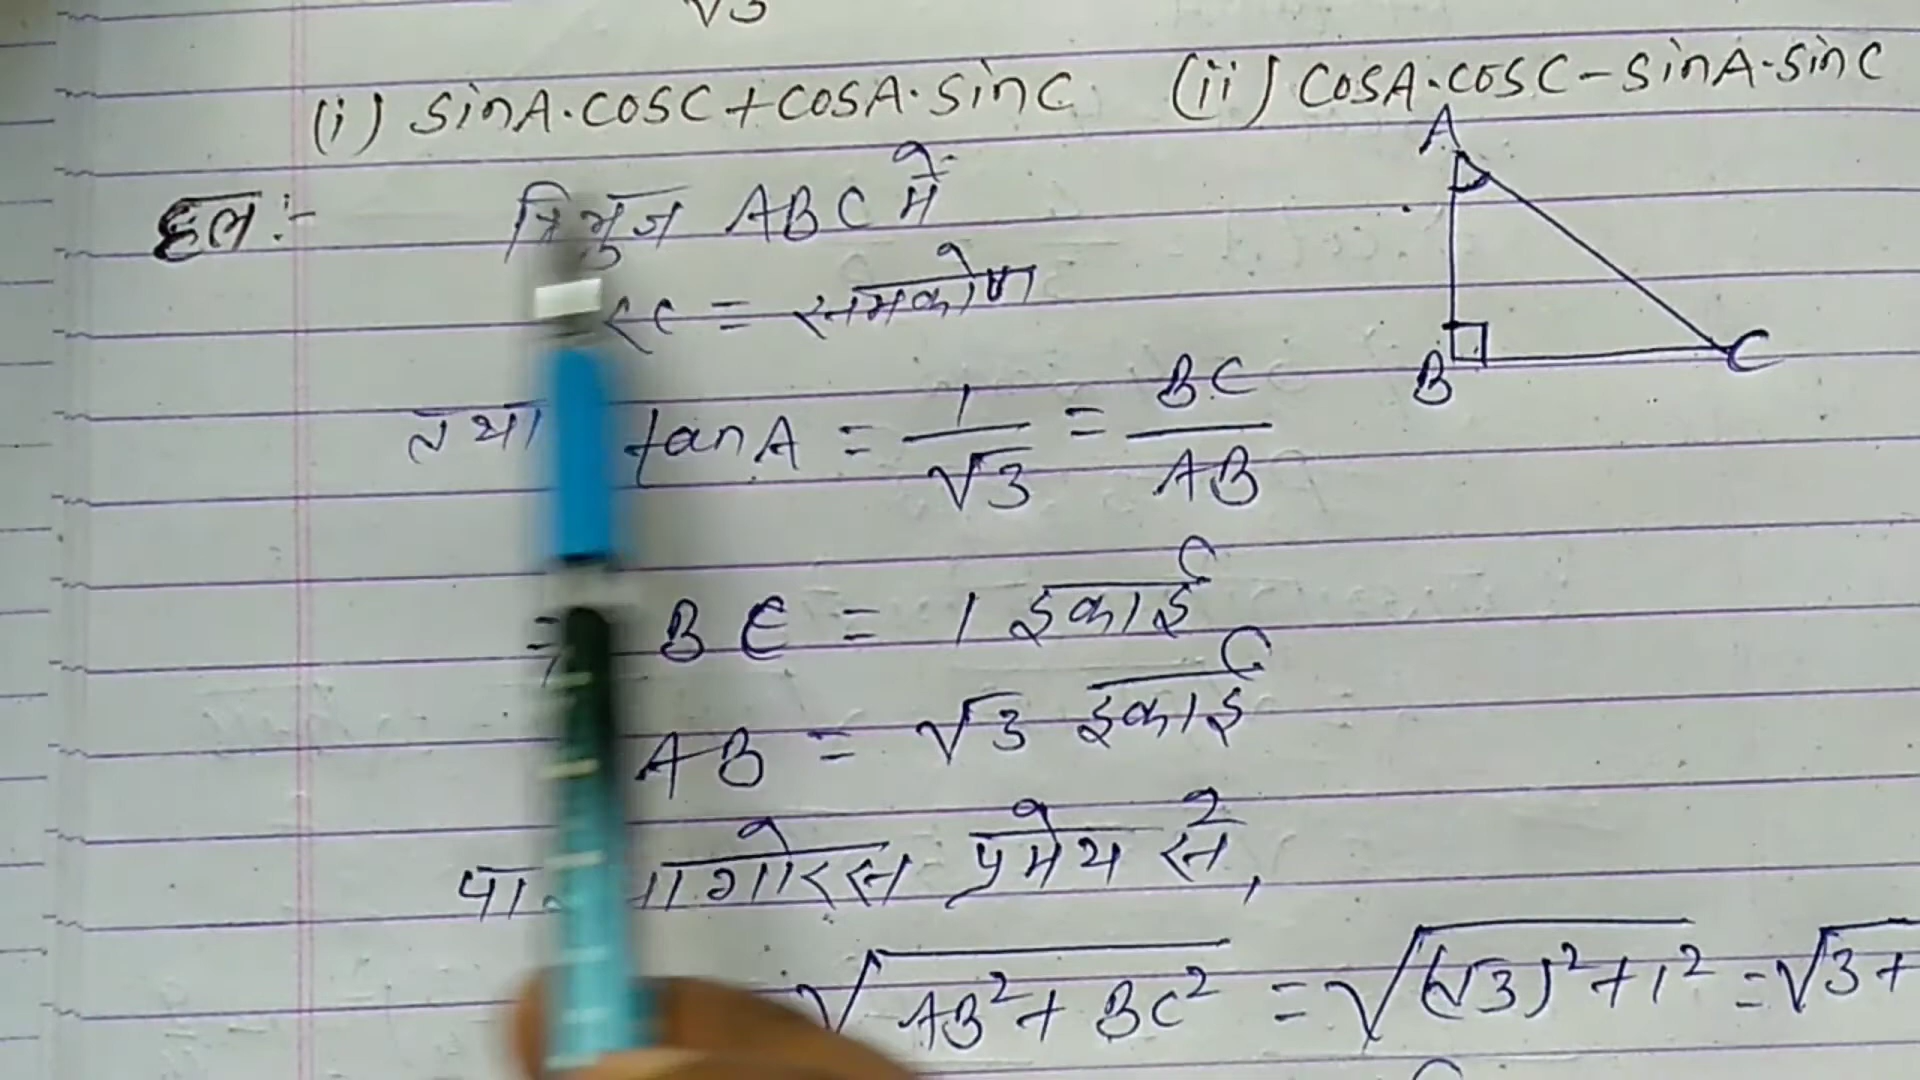 √3
(i) sinA·cosC+cosA·sinC (ii) cosA·cosC-sinA·sinC
हल:- त्रिभुज ABC में
∠C = समकोण
तथा tanA = 1/√3 = BC/AB
A
B
C
⇒ BC = 1 इकाई
AB = √3 इकाई
प्रमेय से,
√AB²+BC² = √(√3)²+1² = √3+